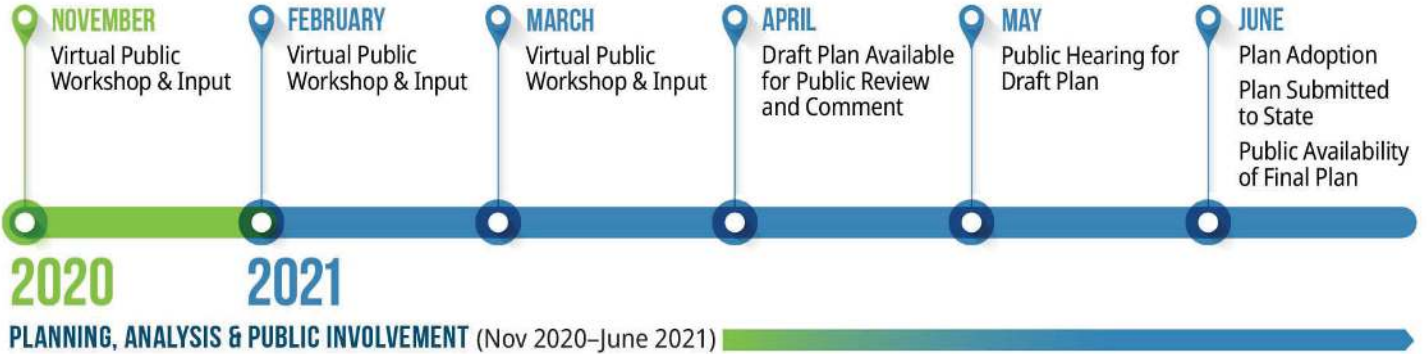 NOVEMBER
Virtual Public
Workshop & Input
FEBRUARY
Virtual Public
Workshop & Input
MARCH
Virtual Public
Workshop & Input
APRIL
Draft Plan Available
for Public Review
and Comment
MAY
Public Hearing for
Draft Plan
JUNE
Plan Adoption
Plan Submitted
to State
Public Availability
of Final Plan
2020
2021
PLANNING, ANALYSIS & PUBLIC INVOLVEMENT (Nov 2020–June 2021)